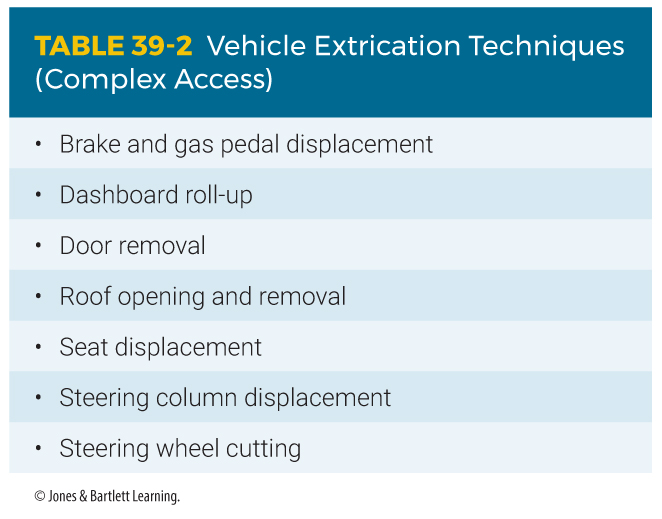 TABLE 39-2 Vehicle Extrication Techniques
(Complex Access)
• Brake and gas pedal displacement
• Dashboard roll-up
• Door removal
• Roof opening and removal
• Seat displacement
• Steering column displacement
• Steering wheel cutting
© Jones & Bartlett Learning.